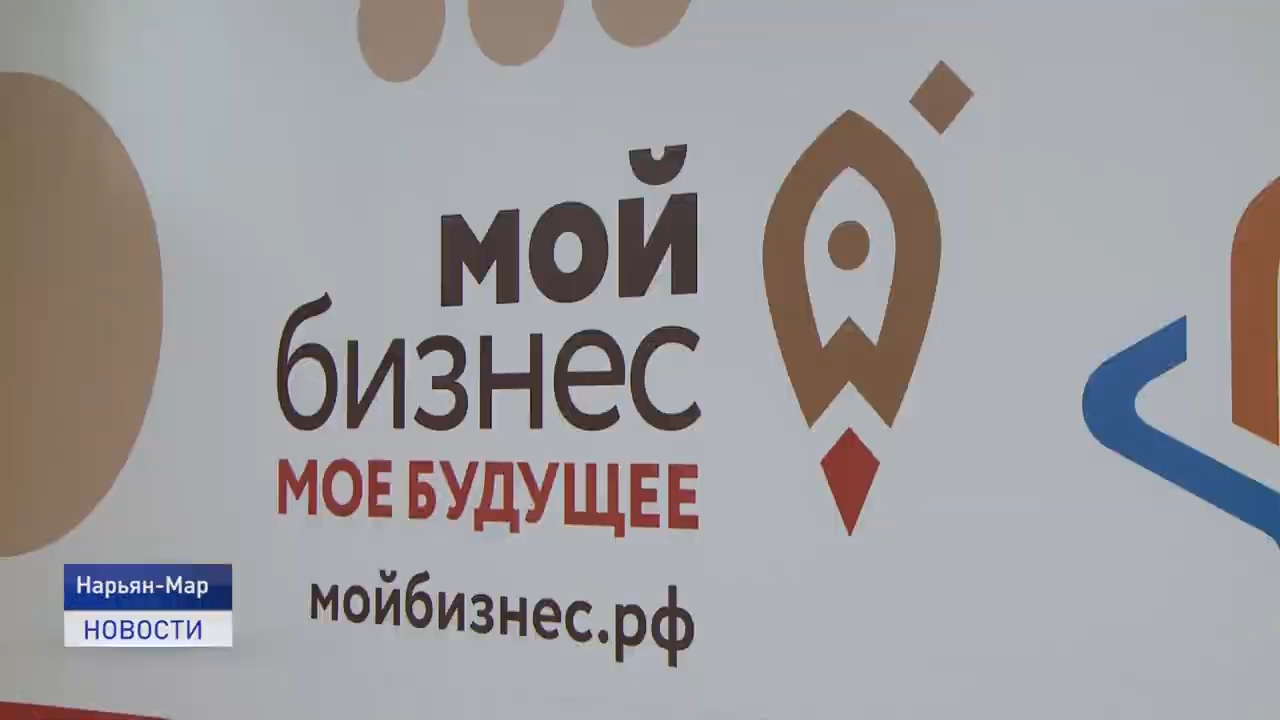 мой
бизнес
МОЕ БУДУЩЕЕ
мойбизнес.рф
Нарьян-Мар
НОВОСТИ